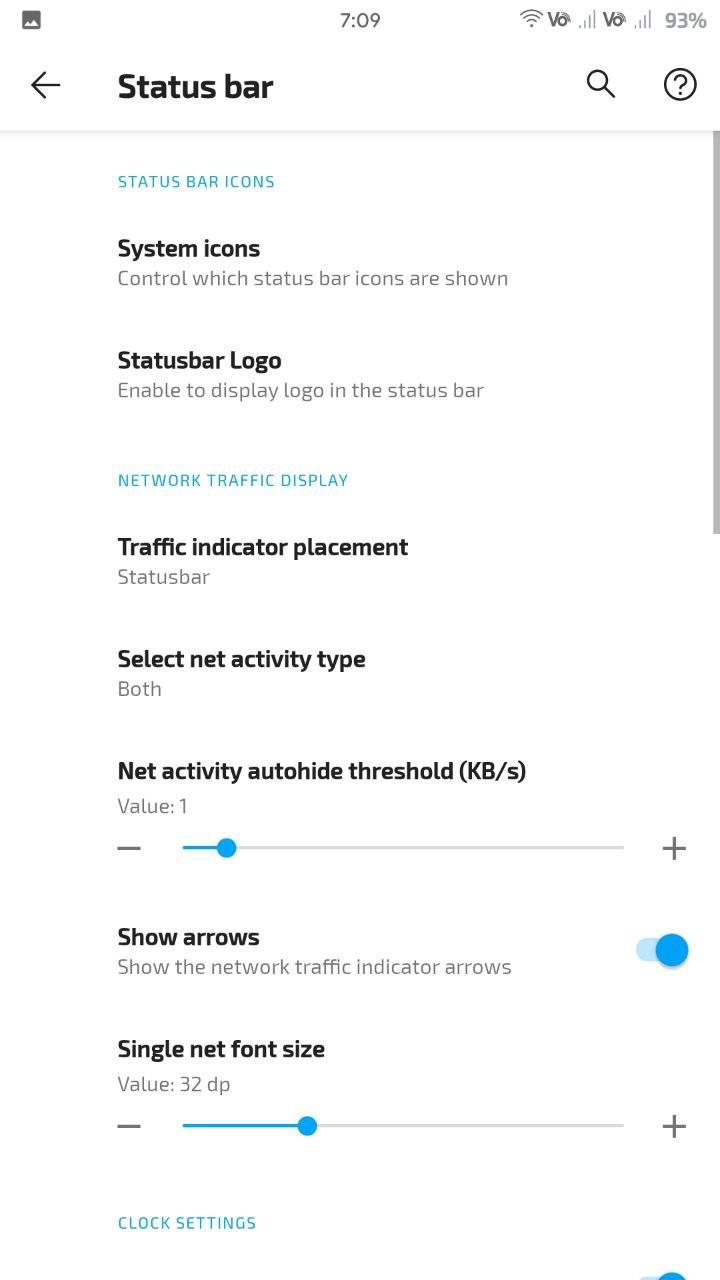 7:09
Vo
Vo
93%
Status bar
STATUS BAR ICONS
System icons
Control which status bar icons are shown
Statusbar Logo
Enable to display logo in the status bar
NETWORK TRAFFIC DISPLAY
Traffic indicator placement
Statusbar
Select net activity type
Both
Net activity autohide threshold (KB/s)
Value: 1
Show arrows
Show the network traffic indicator arrows
Single net font size
Value: 32 dp
CLOCK SETTINGS